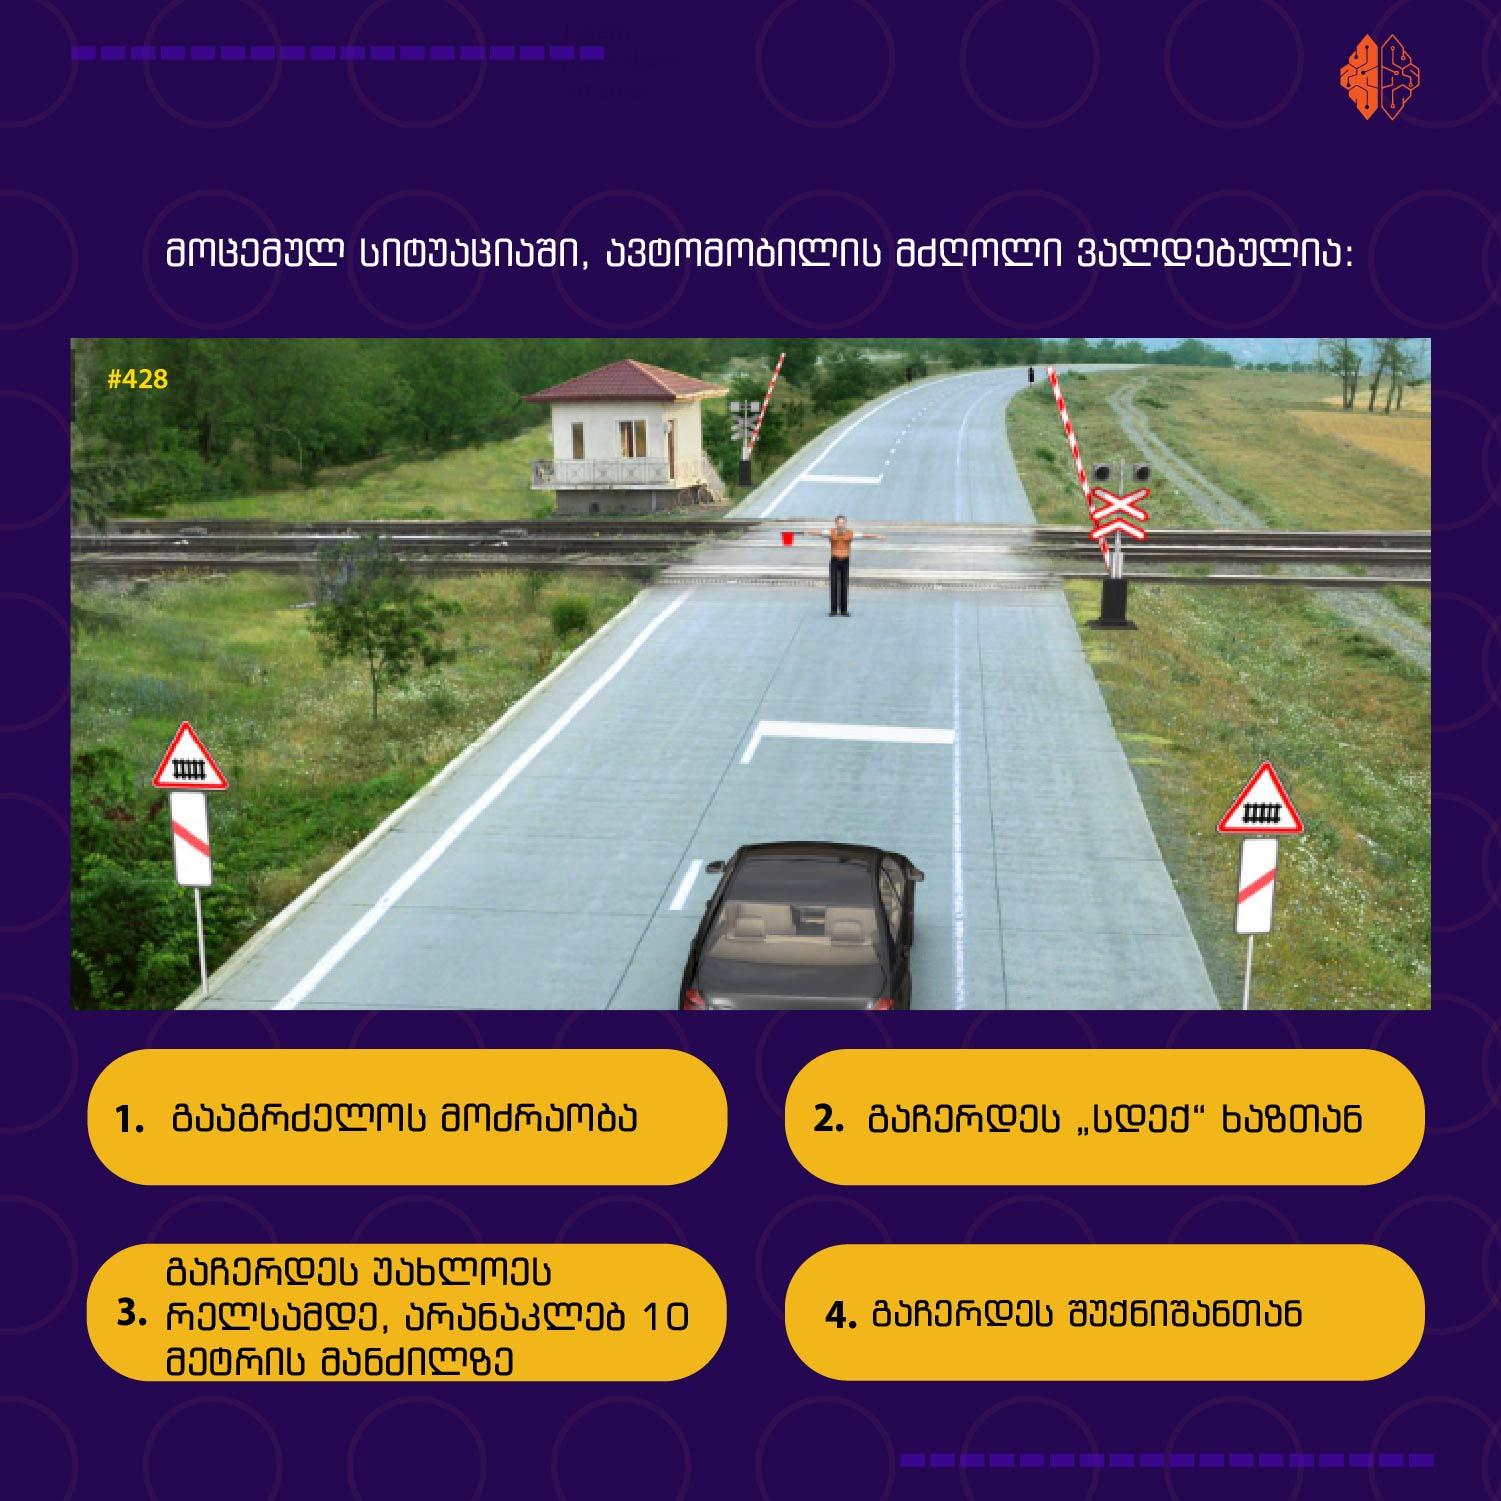 მოცემულ სიტუაციაში, ავტომობილის მძღოლი ვალდებულია:
#428
1. გააგრძელოს მოძრაობა
2. გაჩერდეს „სდექ“ ხაზთან
3. გაჩერდეს უახლოეს
რელსამდე, არანაკლებ 10
მეტრის მანძილზე
4. გაჩერდეს შუქნიშანთან